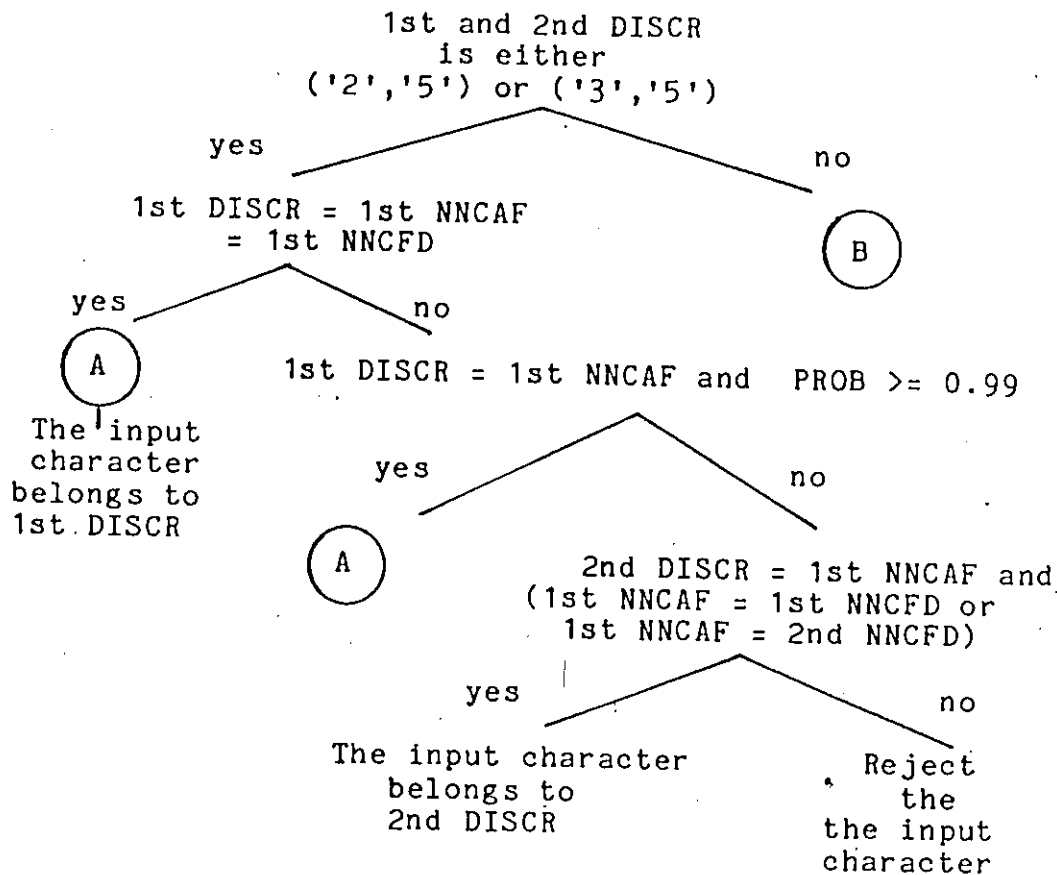 1st and 2nd DISCR
is either
('2','5') or ('3','5')
yes
no
1st DISCR = 1st NNCAF
= 1st NNCFD
B
yes
no
A
1st DISCR = 1st NNCAF and PROB >= 0.99
The input
character
belongs to
1st DISCR
yes
no
A
2nd DISCR = 1st NNCAF and
(1st NNCAF = 1st NNCFD or
1st NNCAF = 2nd NNCFD)
yes
no
The input character
belongs to
2nd DISCR
Reject
the
the input
character